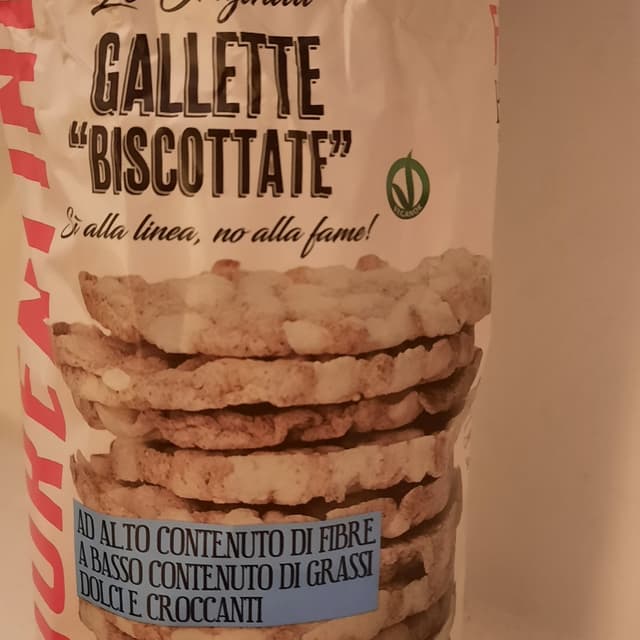 GALLETTE
"BISCOTTATE"
Sì alla linea, no alla fame!
AD ALTO CONTENUTO DI FIBRE
A BASSO CONTENUTO DI GRASSI
DOLCI E CROCCANTI